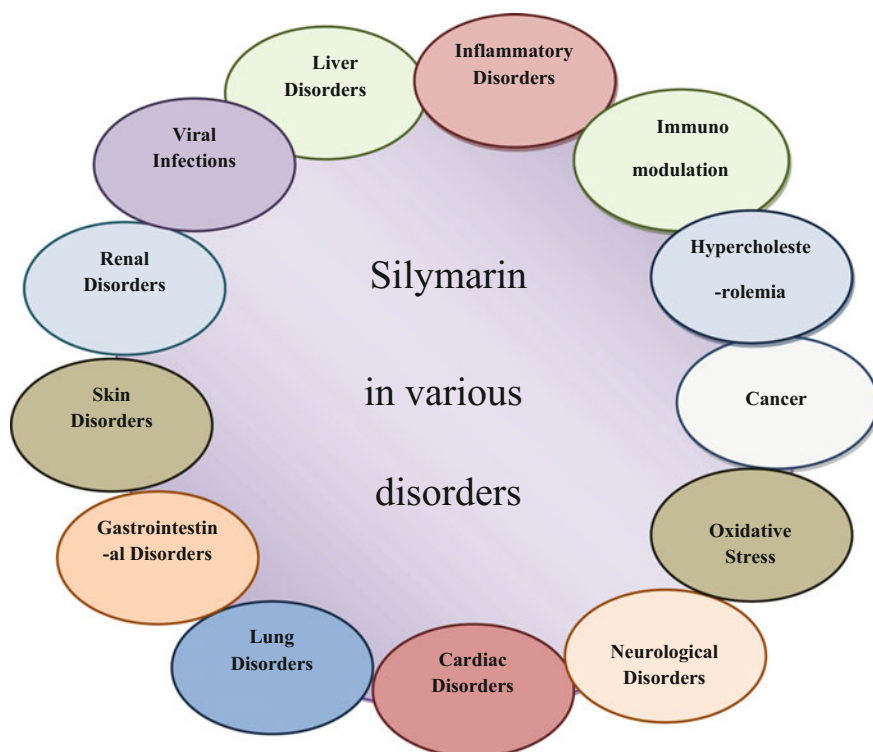 Silymarin
in various
disorders
Liver
Disorders
Inflammatory
Disorders
Immuno
modulation
Hypercholeste
-rolemia
Cancer
Oxidative
Stress
Neurological
Disorders
Cardiac
Disorders
Lung
Disorders
Gastrointestin
-al Disorders
Skin
Disorders
Renal
Disorders
Viral
Infections